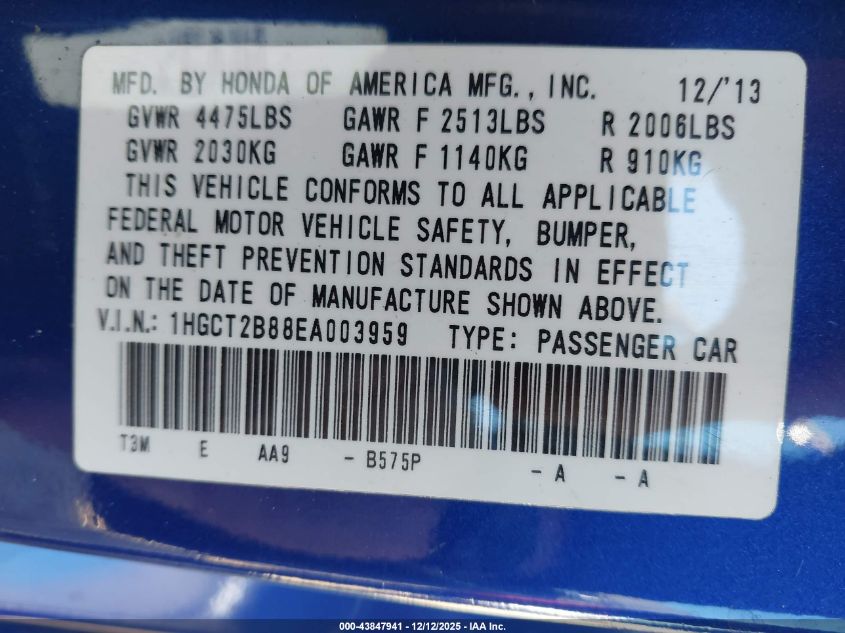 MFD. BY HONDA OF AMERICA MFG., INC. 12/'13
GVWR 4475LBS GAWR F 2513LBS R 2006LBS
GVWR 2030KG GAWR F 1140KG R 910KG
THIS VEHICLE CONFORMS TO ALL APPLICABLE
FEDERAL MOTOR VEHICLE SAFETY, BUMPER,
AND THEFT PREVENTION STANDARDS IN EFFECT
ON THE DATE OF MANUFACTURE SHOWN ABOVE.
V.I.N.: 1HGCT2B88EA003959 TYPE: PASSENGER CAR
T3M E AA9 - B575P - A - A
000-43847941 - 12/12/2025 - IAA Inc.